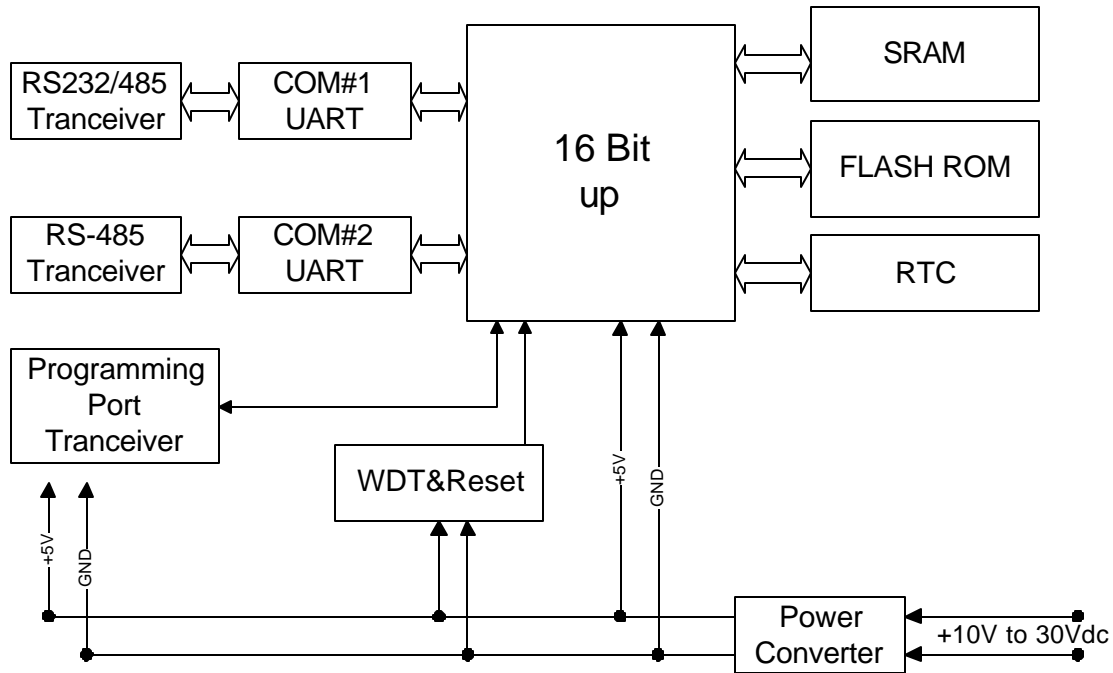 RS232/485
Tranceiver
COM#1
UART
16 Bit
up
SRAM
FLASH ROM
RS-485
Tranceiver
COM#2
UART
RTC
Programming
Port
Tranceiver
WDT&Reset
+5V
GND
+5V
GND
Power
Converter
+10V to 30Vdc